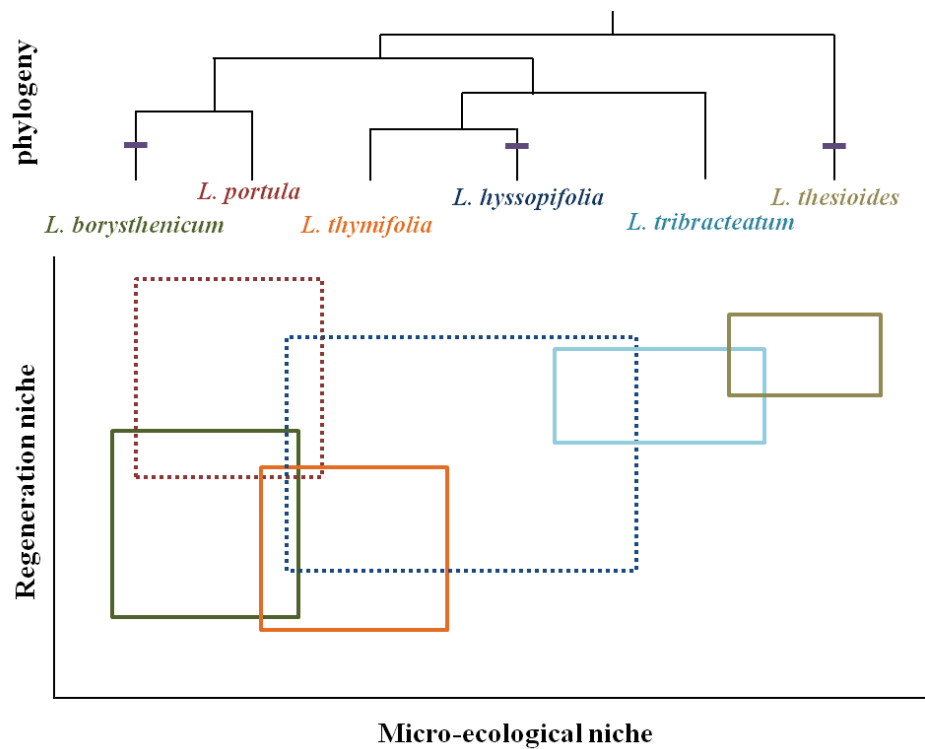 phylogeny
L. portula
L. hyssopifolia
L. thesioides
L. borysthenicum
L. thymifolia
L. tribracteatum
Regeneration niche
Micro-ecological niche